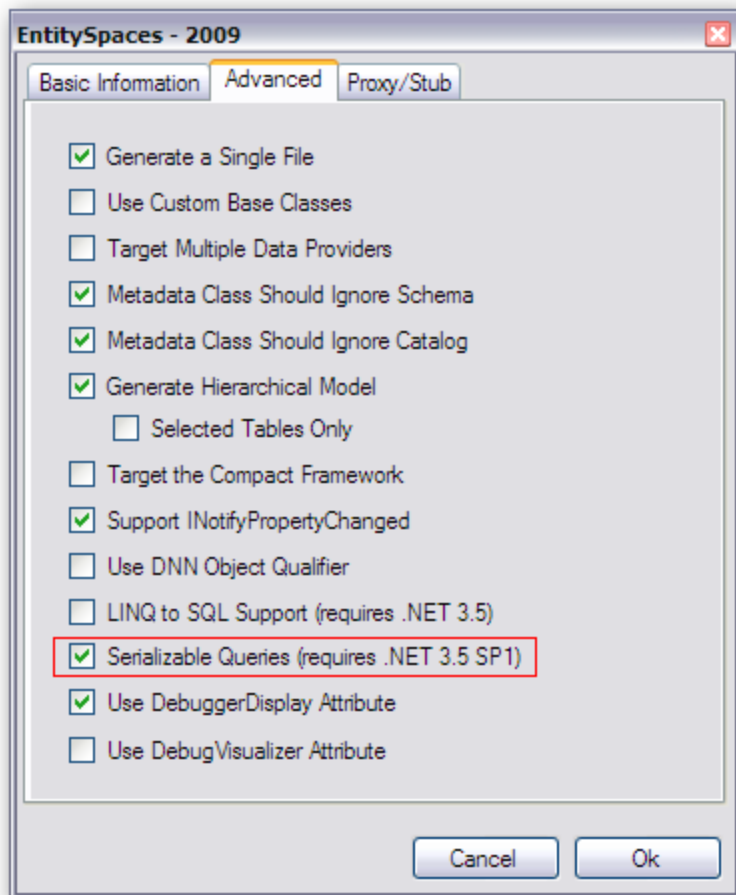 EntitySpaces - 2009
Basic Information Advanced Proxy/Stub
Generate a Single File
Use Custom Base Classes
Target Multiple Data Providers
Metadata Class Should Ignore Schema
Metadata Class Should Ignore Catalog
Generate Hierarchical Model
Selected Tables Only
Target the Compact Framework
Support INotifyPropertyChanged
Use DNN Object Qualifier
LINQ to SQL Support (requires .NET 3.5)
Serializable Queries (requires .NET 3.5 SP1)
Use DebuggerDisplay Attribute
Use DebugVisualizer Attribute
Cancel Ok